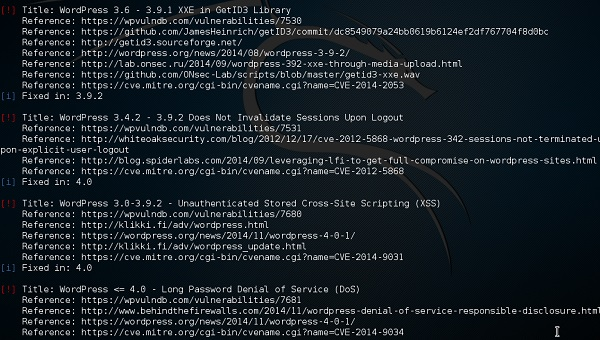 [!] Title: WordPress 3.6 - 3.9.1 XXE in GetID3 Library
Reference: https://wpvulndb.com/vulnerabilities/7530
Reference: https://github.com/JamesHeinrich/getID3/commit/dc8549079a24bb0619b6124ef2df767704f8d0bc
Reference: http://getid3.sourceforge.net/
Reference: http://wordpress.org/news/2014/08/wordpress-3-9-2/
Reference: http://lab.onsec.ru/2014/09/wordpress-392-xxe-through-media-upload.html
Reference: https://github.com/ONsec-Lab/scripts/blob/master/getid3-xxe.wav
Reference: https://cve.mitre.org/cgi-bin/cvename.cgi?name=CVE-2014-2053
[i] Fixed in: 3.9.2
[!] Title: WordPress 3.4.2 - 3.9.2 Does Not Invalidate Sessions Upon Logout
Reference: https://wpvulndb.com/vulnerabilities/7531
Reference: http://whiteoaksecurity.com/blog/2012/12/17/cve-2012-5868-wordpress-342-sessions-not-terminated-u
pon-explicit-user-logout
Reference: http://blog.spiderlabs.com/2014/09/leveraging-lfi-to-get-full-compromise-on-wordpress-sites.html
Reference: https://cve.mitre.org/cgi-bin/cvename.cgi?name=CVE-2012-5868
[i] Fixed in: 4.0
[!] Title: WordPress 3.0-3.9.2 - Unauthenticated Stored Cross-Site Scripting (XSS)
Reference: https://wpvulndb.com/vulnerabilities/7680
Reference: http://klikki.fi/adv/wordpress.html
Reference: https://wordpress.org/news/2014/11/wordpress-4-0-1/
Reference: http://klikki.fi/adv/wordpress_update.html
Reference: https://cve.mitre.org/cgi-bin/cvename.cgi?name=CVE-2014-9031
[i] Fixed in: 4.0
[!] Title: WordPress <= 4.0 - Long Password Denial of Service (DoS)
Reference: https://wpvulndb.com/vulnerabilities/7681
Reference: http://www.behindthefirewalls.com/2014/11/wordpress-denial-of-service-responsible-disclosure.html
Reference: https://wordpress.org/news/2014/11/wordpress-4-0-1/
Reference: https://cve.mitre.org/cgi-bin/cvename.cgi?name=CVE-2014-9034